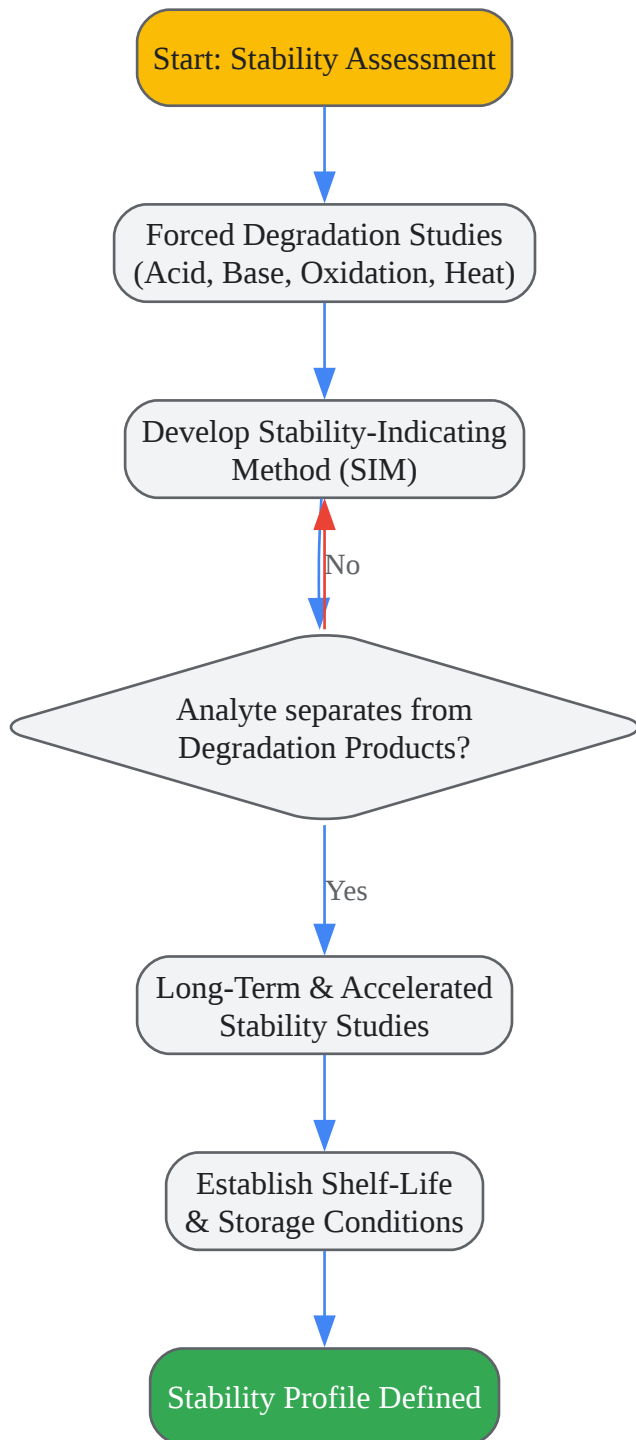 Start: Stability Assessment
Forced Degradation Studies
(Acid, Base, Oxidation, Heat)
Develop Stability-Indicating
Method (SIM)
No
Analyte separates from
Degradation Products?
Yes
Long-Term & Accelerated
Stability Studies
Establish Shelf-Life
& Storage Conditions
Stability Profile Defined